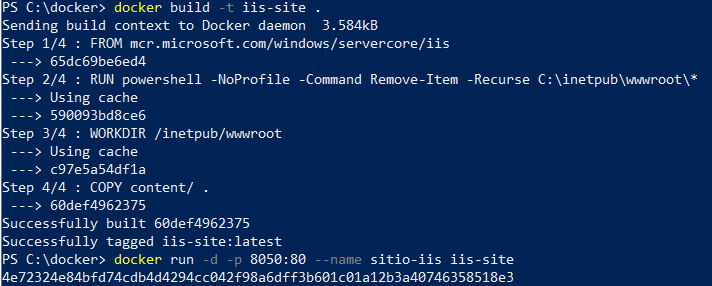 PS C:\docker> docker build -t iis-site .
Sending build context to Docker daemon  3.584kB
Step 1/4 : FROM mcr.microsoft.com/windows/servercore/iis
 ---> 65dc69be6ed4
Step 2/4 : RUN powershell -NoProfile -Command Remove-Item -Recurse C:\inetpub\wwwroot\*
 ---> Using cache
 ---> 590093bd8ce6
Step 3/4 : WORKDIR /inetpub/wwwroot
 ---> Using cache
 ---> c97e5a54df1a
Step 4/4 : COPY content/ .
 ---> 60def4962375
Successfully built 60def4962375
Successfully tagged iis-site:latest
PS C:\docker> docker run -d -p 8050:80 --name sitio-iis iis-site
4e72324e84bfd74cdb4d4294cc042f98a6dff3b601c01a12b3a40746358518e3